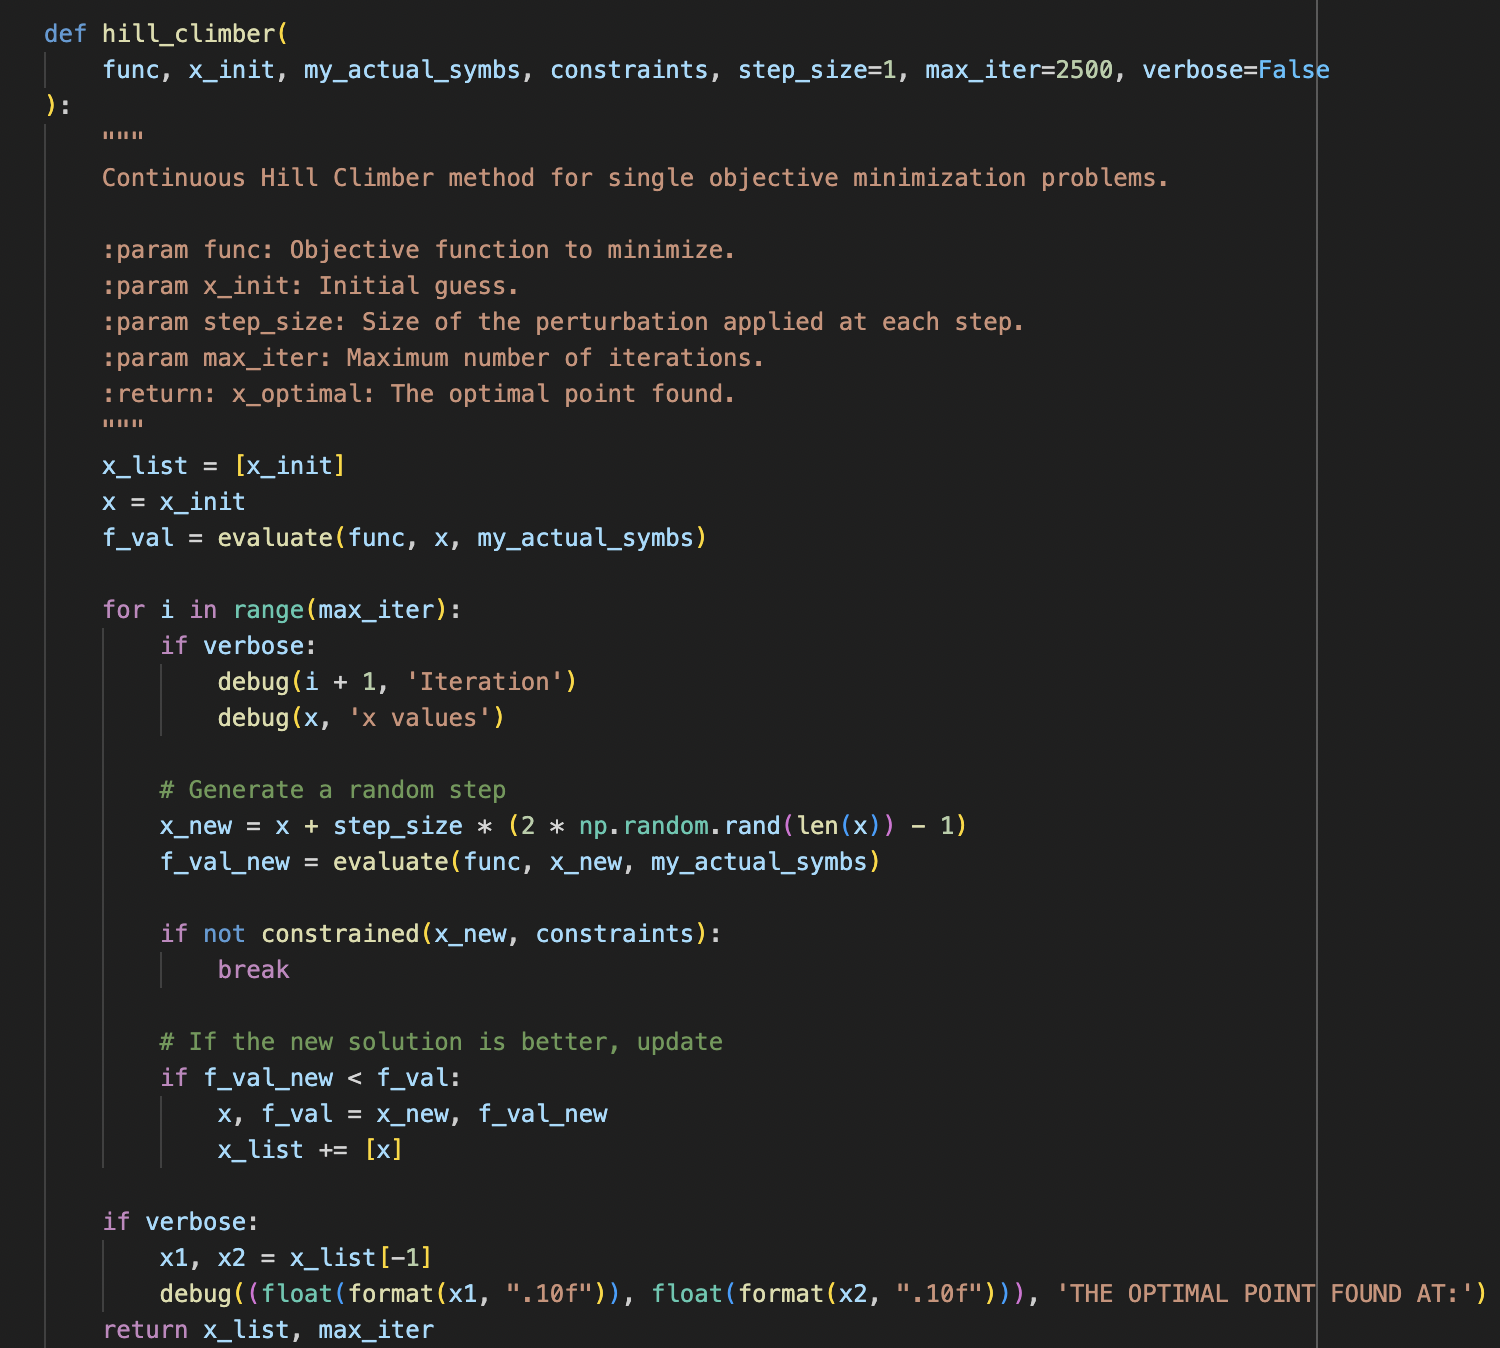 def hill_climber(
    func, x_init, my_actual_symbs, constraints, step_size=1, max_iter=2500, verbose=False
):
    """
    Continuous Hill Climber method for single objective minimization problems.

    :param func: Objective function to minimize.
    :param x_init: Initial guess.
    :param step_size: Size of the perturbation applied at each step.
    :param max_iter: Maximum number of iterations.
    :return: x_optimal: The optimal point found.
    """
    x_list = [x_init]
    x = x_init
    f_val = evaluate(func, x, my_actual_symbs)

    for i in range(max_iter):
        if verbose:
            debug(i + 1, 'Iteration')
            debug(x, 'x values')

        # Generate a random step
        x_new = x + step_size * (2 * np.random.rand(len(x)) - 1)
        f_val_new = evaluate(func, x_new, my_actual_symbs)

        if not constrained(x_new, constraints):
            break

        # If the new solution is better, update
        if f_val_new < f_val:
            x, f_val = x_new, f_val_new
            x_list += [x]

    if verbose:
        x1, x2 = x_list[-1]
        debug((float(format(x1, ".10f")), float(format(x2, ".10f"))), 'THE OPTIMAL POINT FOUND AT:')
    return x_list, max_iter